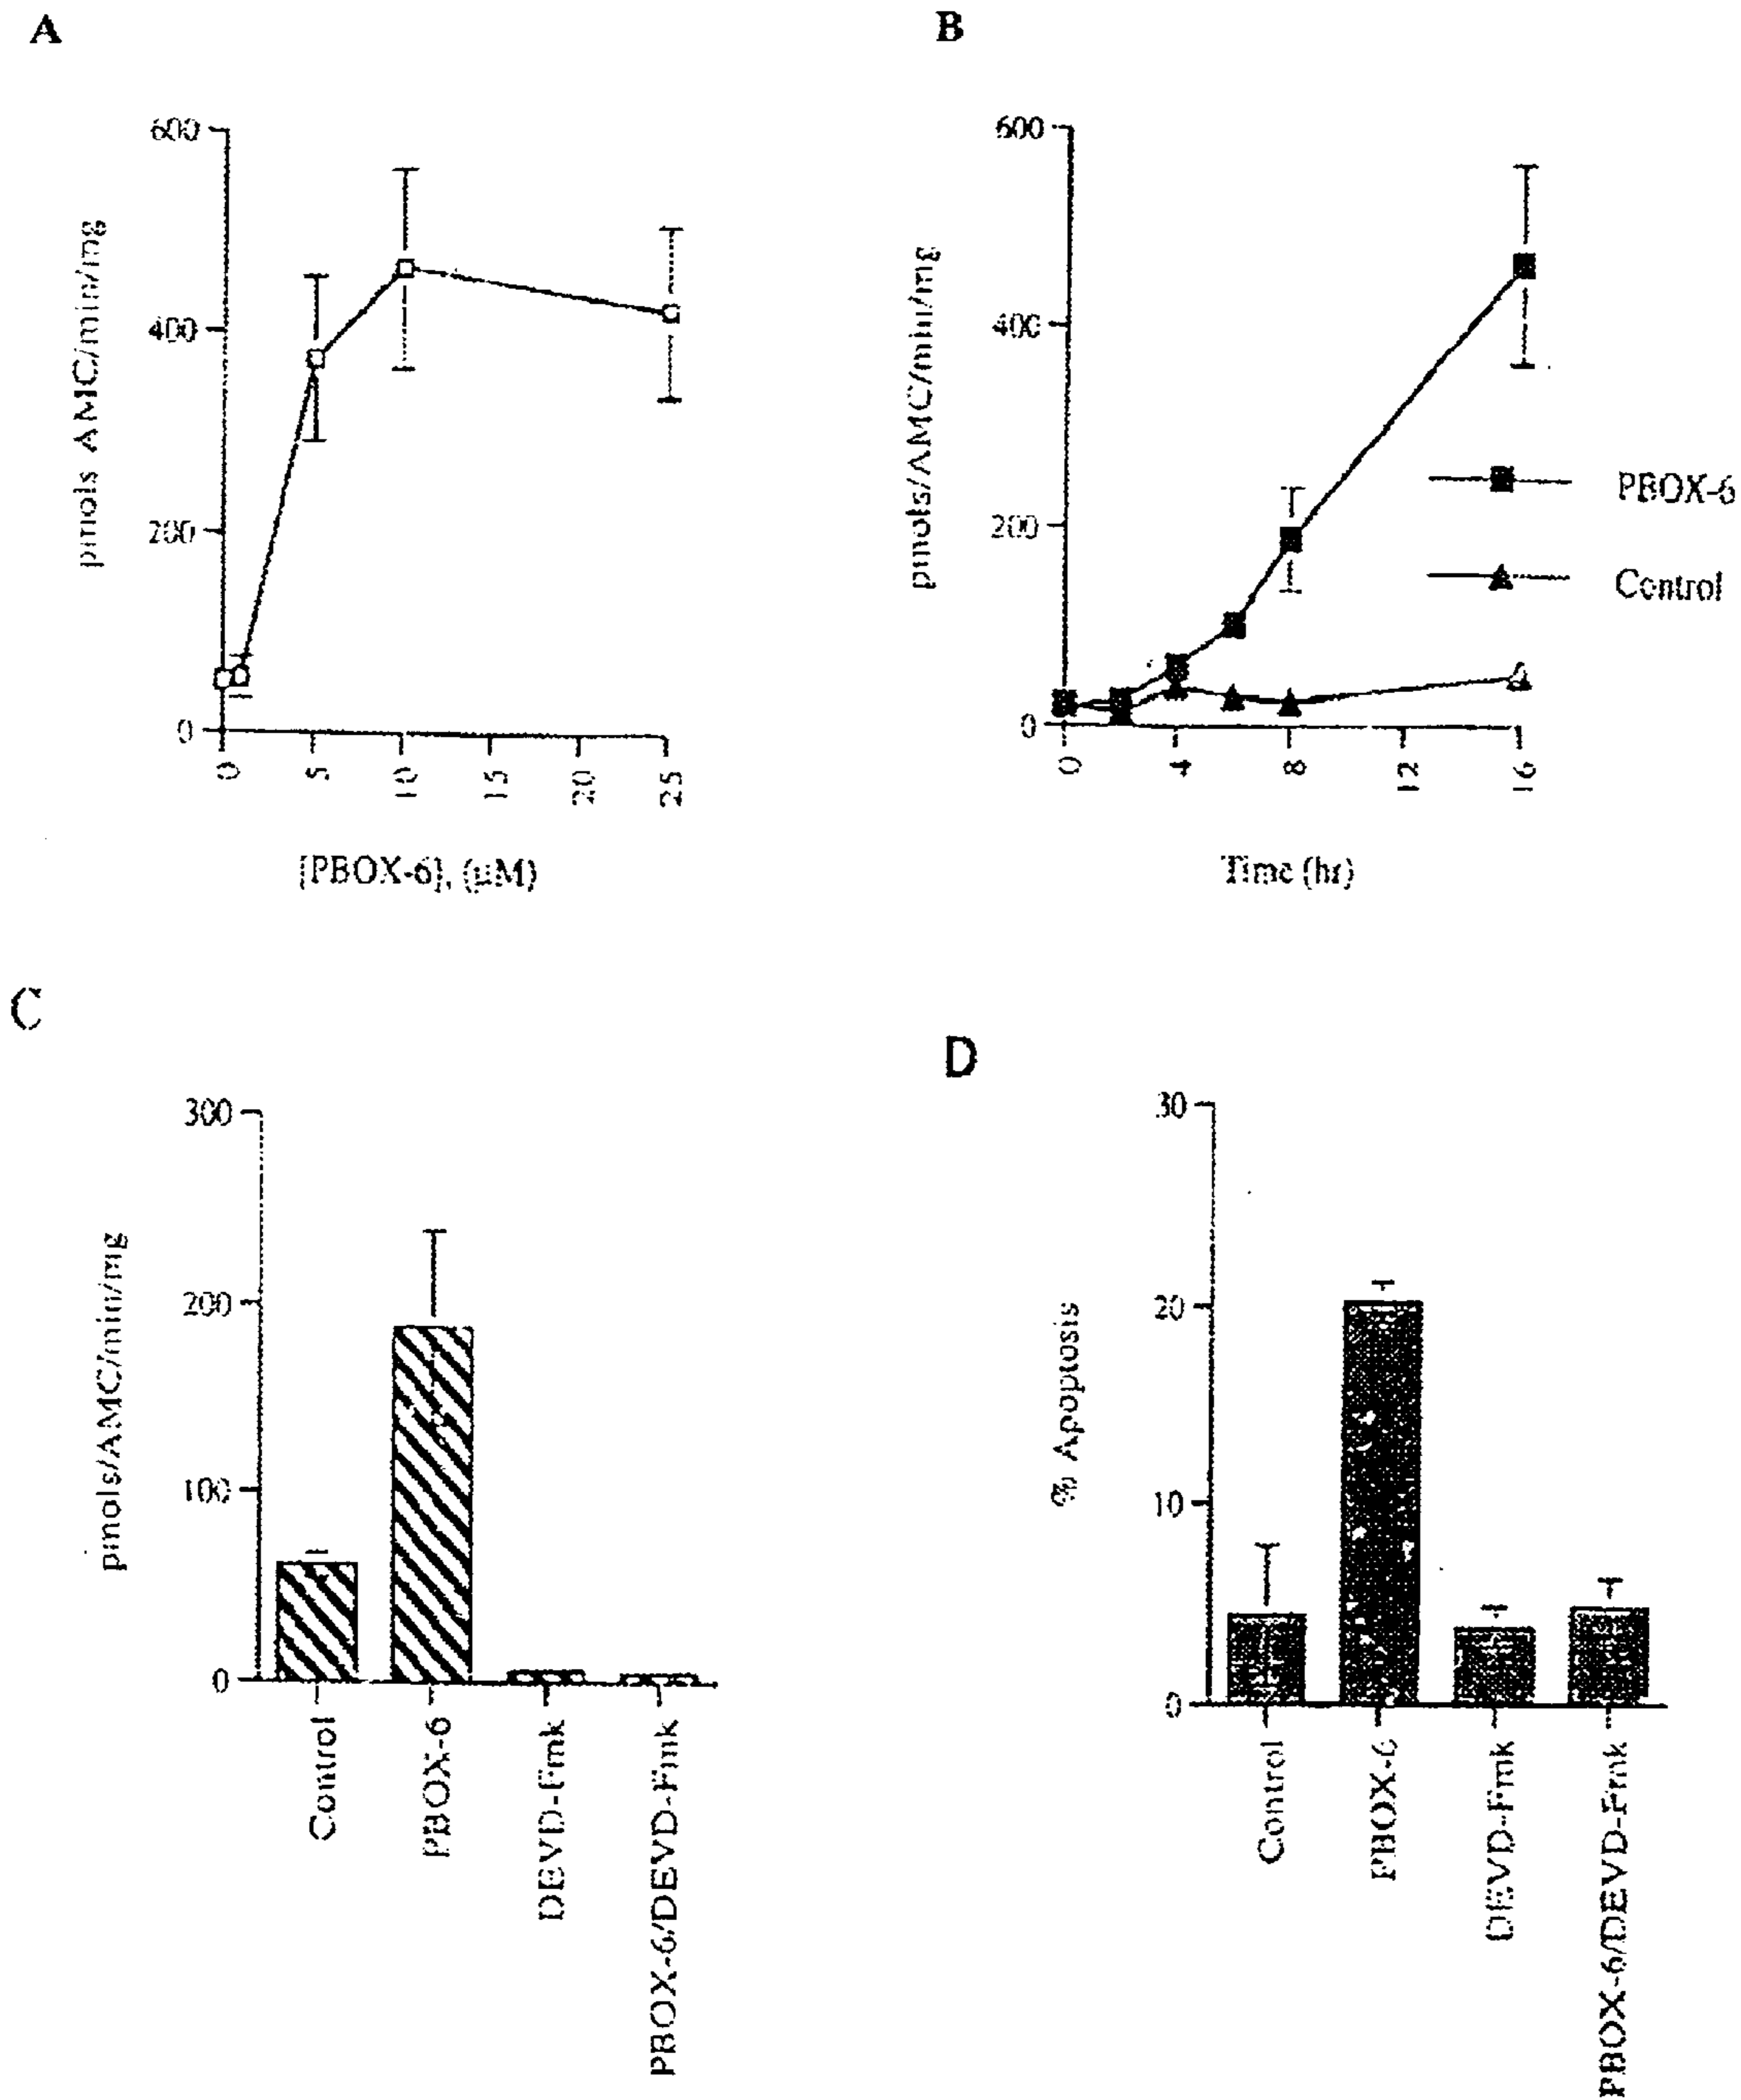 A
600
400
200
0
pmols AMC/min/mg
0
5
10
15
20
25
[PBOX-6], (µM)
B
600
400
200
0
pmols/AMC/min/mg
PBOX-6
Control
0
4
8
12
16
Time (hr)
C
300
200
100
0
pmols/AMC/min/mg
Control
PBOX-6
DEVD-Fmk
PBOX-6/DEVD-Fmk
D
30
20
10
0
% Apoptosis
Control
PBOX-6
DEVD-Fmk
PBOX-6/DEVD-Fmk